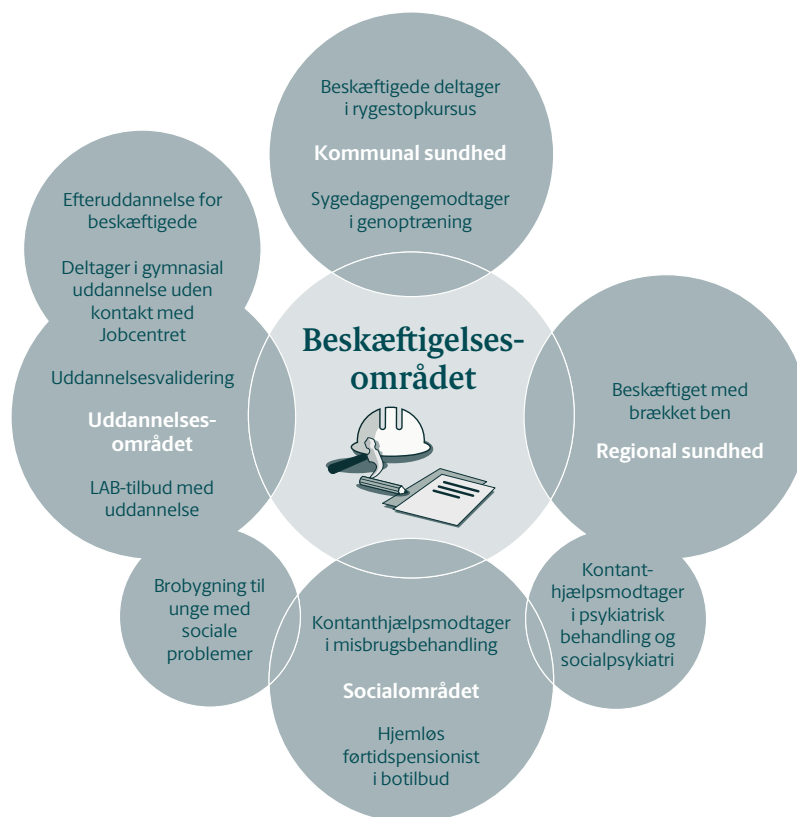 Beskæftigede deltager
i rygestopkursus
Kommunal sundhed
Sygedagpengemodtager
i genoptræning
Efteruddannelse for
beskæftigede
Deltager i gymnasial
uddannelse uden
kontakt med
Jobcentret
Uddannelsesvalidering
Uddannelses-
området
LAB-tilbud med
uddannelse
Beskæftigelses-
området
Beskæftiget med
brækket ben
Regional sundhed
Brobygning til
unge med
sociale
problemer
Kontanthjælpsmodtager
i misbrugsbehandling
Socialområdet
Hjemløs
førtidspensionist
i botilbud
Kontant-
hjælpsmodtager
i psykiatrisk
behandling og
socialpsykiatri